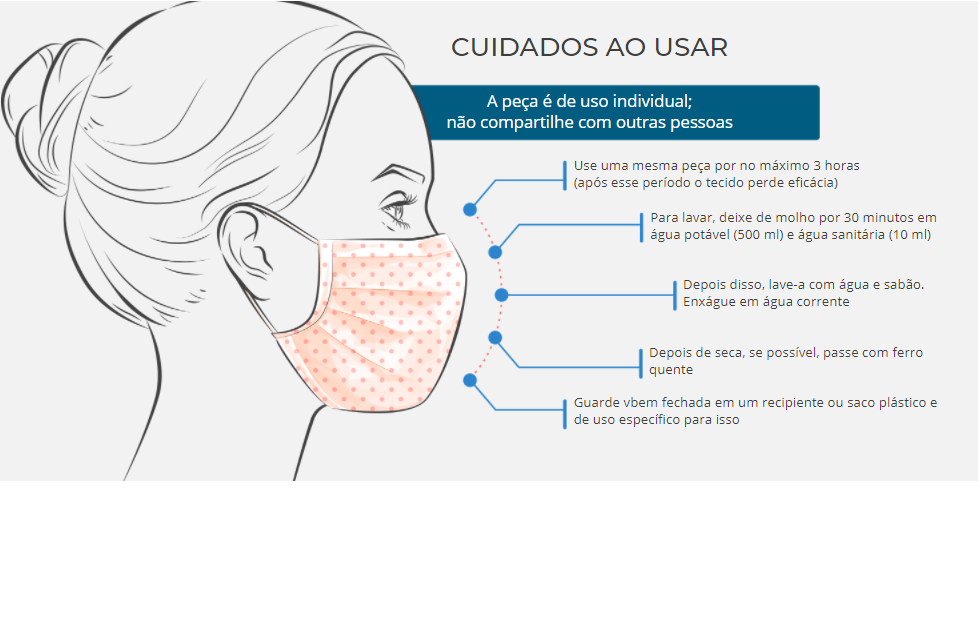 CUIDADOS AO USAR
A peça é de uso individual;
não compartilhe com outras pessoas
Use uma mesma peça por no máximo 3 horas
(após esse período o tecido perde eficácia)
Para lavar, deixe de molho por 30 minutos em
água potável (500 ml) e água sanitária (10 ml)
Depois disso, lave-a com água e sabão.
Enxágue em água corrente
Depois de seca, se possível, passe com ferro
quente
Guarde vbem fechada em um recipiente ou saco plástico e
de uso específico para isso